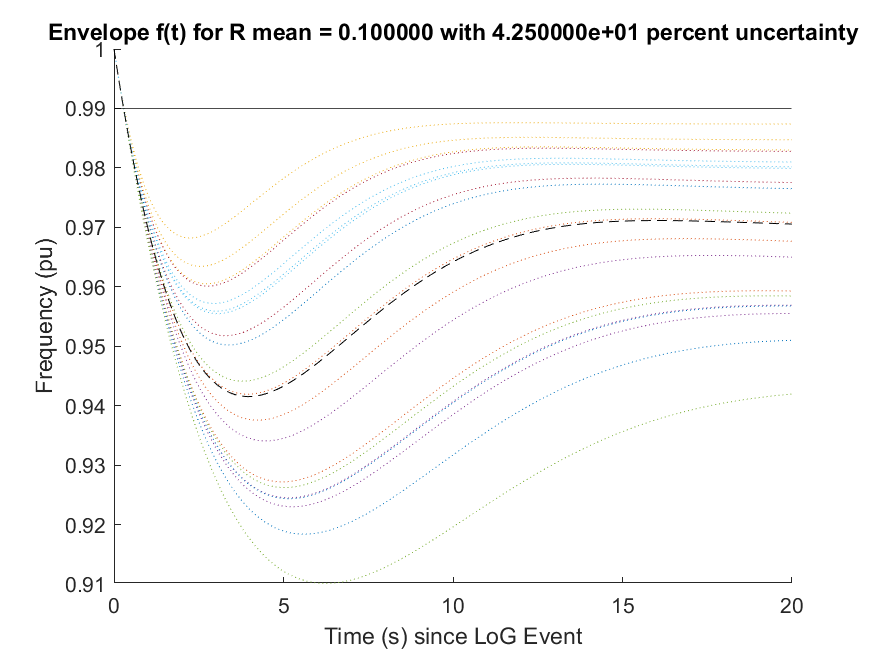 Envelope f(t) for R mean = 0.100000 with 4.250000e+01 percent uncertainty
1
0.99
0.98
0.97
0.96
0.95
0.94
0.93
0.92
0.91
Frequency (pu)
0 5 10 15 20
Time (s) since LoG Event